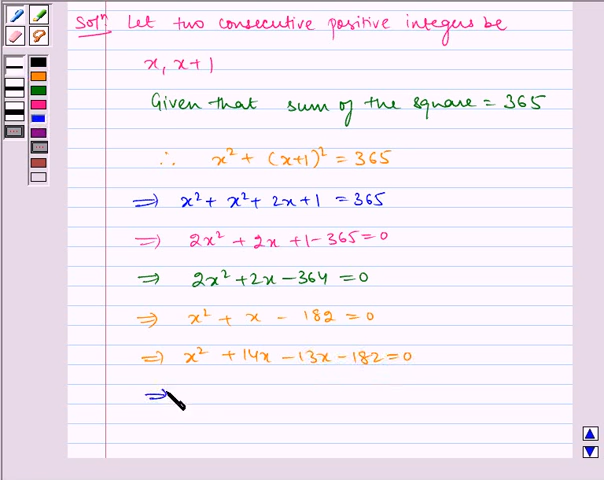 Solⁿ Let two consecutive positive integers be
x, x+1
Given that sum of the square = 365
∴ x² + (x+1)² = 365
⇒ x² + x² + 2x + 1 = 365
⇒ 2x² + 2x + 1 - 365 = 0
⇒ 2x² + 2x - 364 = 0
⇒ x² + x - 182 = 0
⇒ x² + 14x - 13x - 182 = 0
⇒